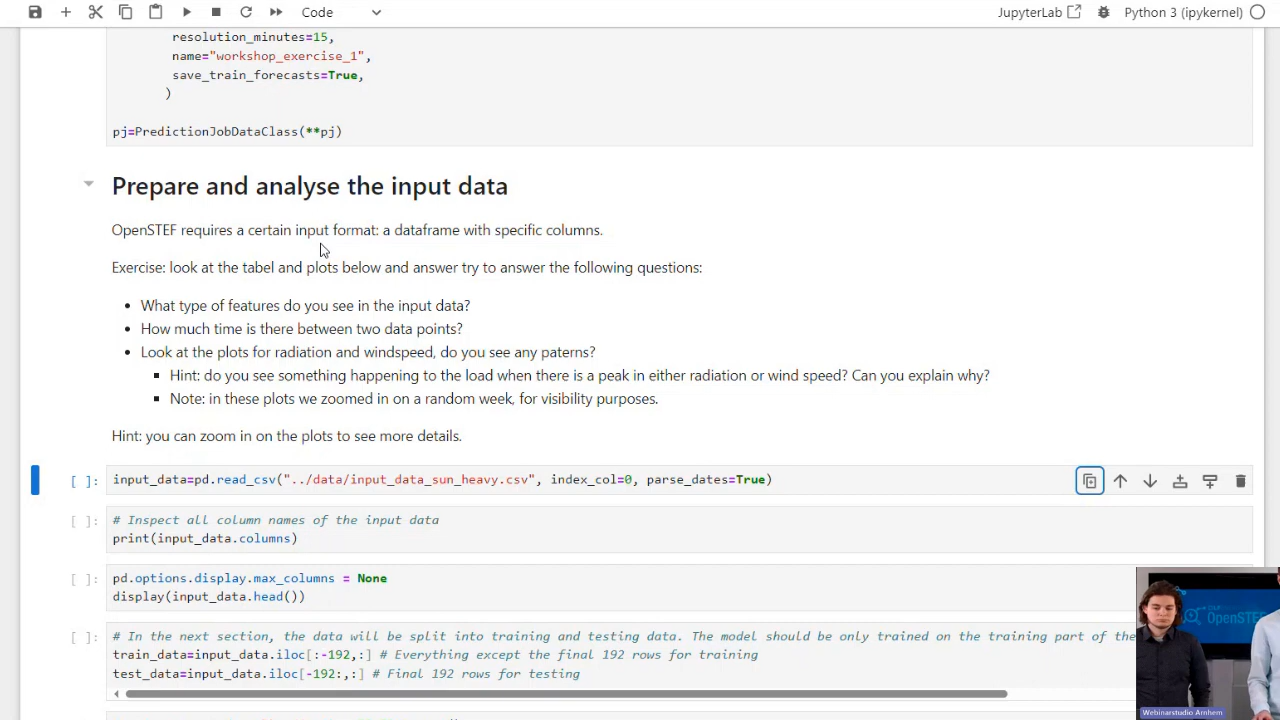 Code
JupyterLab
Python 3 (ipykernel)
resolution_minutes=15,
name="workshop_exercise_1",
save_train_forecasts=True,
)
pj=PredictionJobDataClass(**pj)
Prepare and analyse the input data
OpenSTEF requires a certain input format: a dataframe with specific columns.
Exercise: look at the tabel and plots below and answer try to answer the following questions:
• What type of features do you see in the input data?
• How much time is there between two data points?
• Look at the plots for radiation and windspeed, do you see any paterns?
▪ Hint: do you see something happening to the load when there is a peak in either radiation or wind speed? Can you explain why?
▪ Note: in these plots we zoomed in on a random week, for visibility purposes.
Hint: you can zoom in on the plots to see more details.
[ ]: input_data=pd.read_csv("../data/input_data_sun_heavy.csv", index_col=0, parse_dates=True)
[ ]: # Inspect all column names of the input data
print(input_data.columns)
[ ]: pd.options.display.max_columns = None
display(input_data.head())
[ ]: # In the next section, the data will be split into training and testing data. The model should be only trained on the training part of the
train_data=input_data.iloc[:-192,:] # Everything except the final 192 rows for training
test_data=input_data.iloc[-192:,:] # Final 192 rows for testing
OpenSTEF
Webinarstudio Arnhem